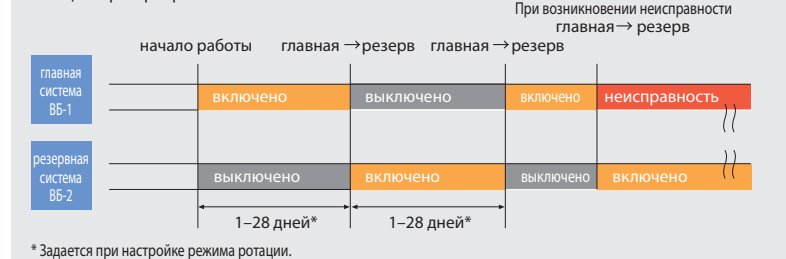 При возникновении неисправности
главная → резерв
начало работы
главная → резерв
главная → резерв
главная
система
ВБ-1
включено
выключено
включено
неисправность
резервная
система
ВБ-2
выключено
включено
выключено
включено
1–28 дней*
1–28 дней*
* Задается при настройке режима ротации.